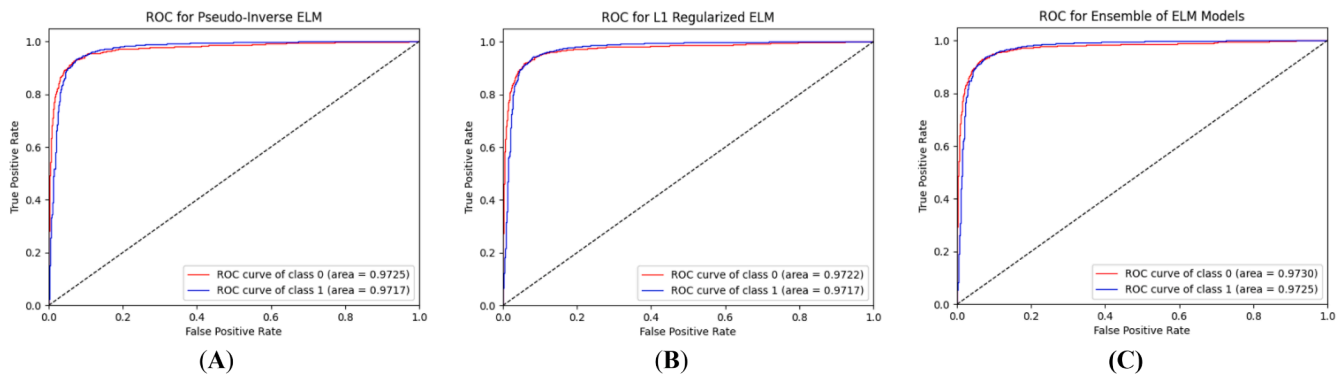 ROC for Pseudo-Inverse ELM
1.0
0.8
0.6
0.4
0.2
0.0
True Positive Rate
ROC curve of class 0 (area = 0.9725)
ROC curve of class 1 (area = 0.9717)
0.0 0.2 0.4 0.6 0.8 1.0
False Positive Rate
(A)
ROC for L1 Regularized ELM
1.0
0.8
0.6
0.4
0.2
0.0
True Positive Rate
ROC curve of class 0 (area = 0.9722)
ROC curve of class 1 (area = 0.9717)
0.0 0.2 0.4 0.6 0.8 1.0
False Positive Rate
(B)
ROC for Ensemble of ELM Models
1.0
0.8
0.6
0.4
0.2
0.0
True Positive Rate
ROC curve of class 0 (area = 0.9730)
ROC curve of class 1 (area = 0.9725)
0.0 0.2 0.4 0.6 0.8 1.0
False Positive Rate
(C)